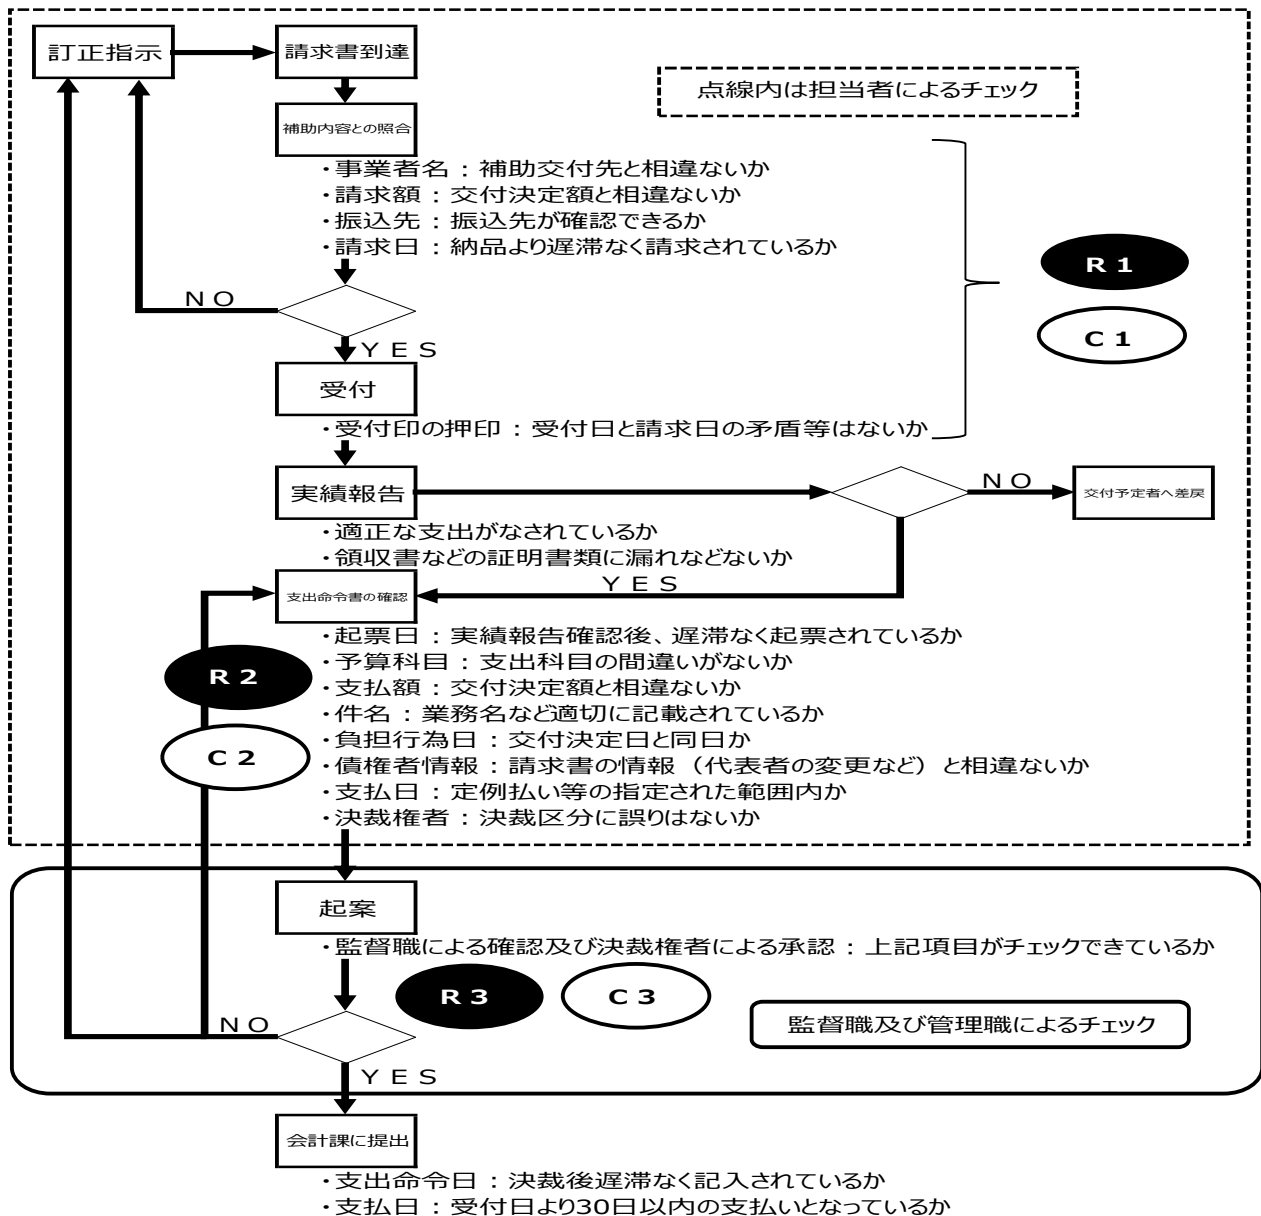 訂正指示
請求書到達
点線内は担当者によるチェック
補助内容との照合
・事業者名：補助交付先と相違ないか
・請求額：交付決定額と相違ないか
・振込先：振込先が確認できるか
・請求日：納品より遅滞なく請求されているか
R1
C1
NO
YES
受付
・受付印の押印：受付日と請求日の矛盾等はないか
実績報告
NO
交付予定者へ差戻
・適正な支出がなされているか
・領収書などの証明書類に漏れなどないか
YES
支出命令書の確認
・起票日：実績報告確認後、遅滞なく起票されているか
・予算科目：支出科目の間違いがないか
R2
・支払額：交付決定額と相違ないか
・件名：業務名など適切に記載されているか
・負担行為日：交付決定日と同日か
C2
・債権者情報：請求書の情報（代表者の変更など）と相違ないか
・支払日：定例払い等の指定された範囲内か
・決裁権者：決裁区分に誤りはないか
起案
・監督職による確認及び決裁権者による承認：上記項目がチェックできているか
R3
C3
NO
監督職及び管理職によるチェック
YES
会計課に提出
・支出命令日：決裁後遅滞なく記入されているか
・支払日：受付日より30日以内の支払いとなっているか